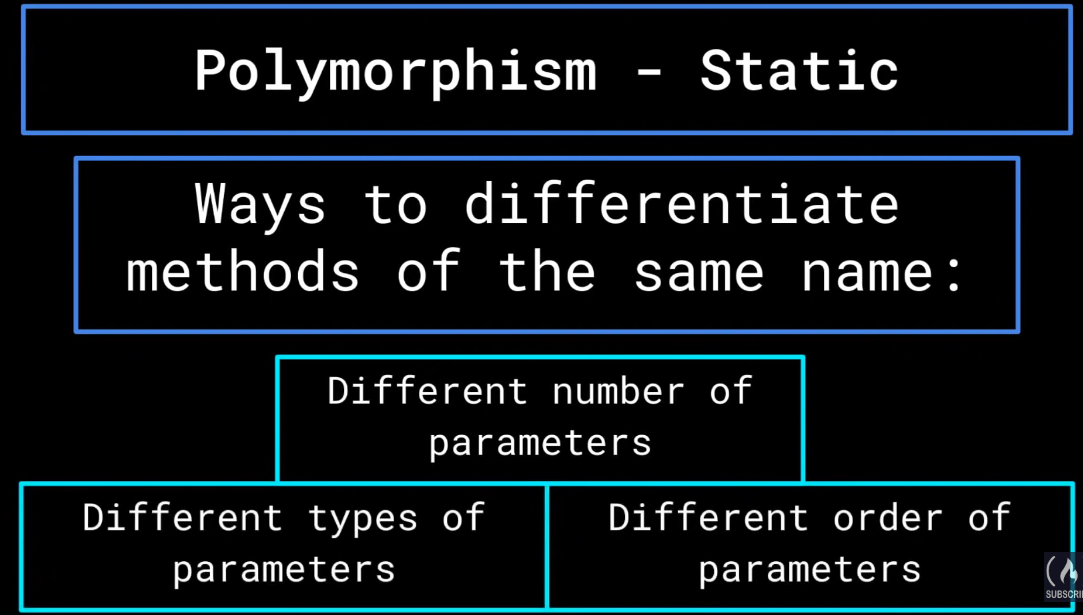 Polymorphism - Static
Ways to differentiate
methods of the same name:
Different number of
parameters
Different types of
parameters
Different order of
parameters